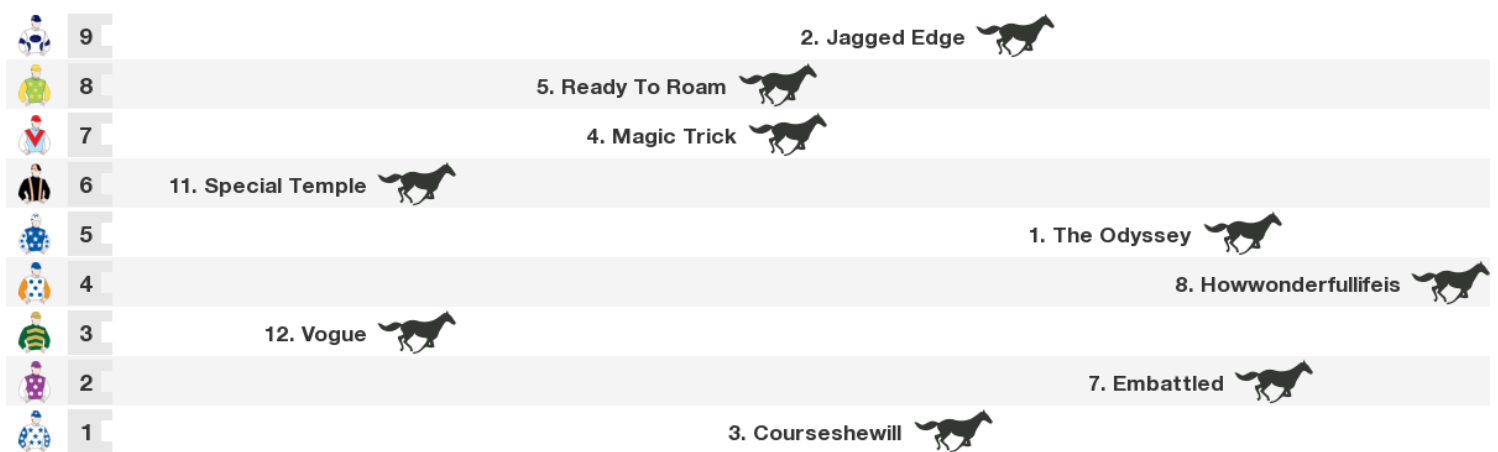 9 2. Jagged Edge
8 5. Ready To Roam
7 4. Magic Trick
6 11. Special Temple
5 1. The Odyssey
4 8. Howwonderfullifeis
3 12. Vogue
2 7. Embattled
1 3. Courseshewill